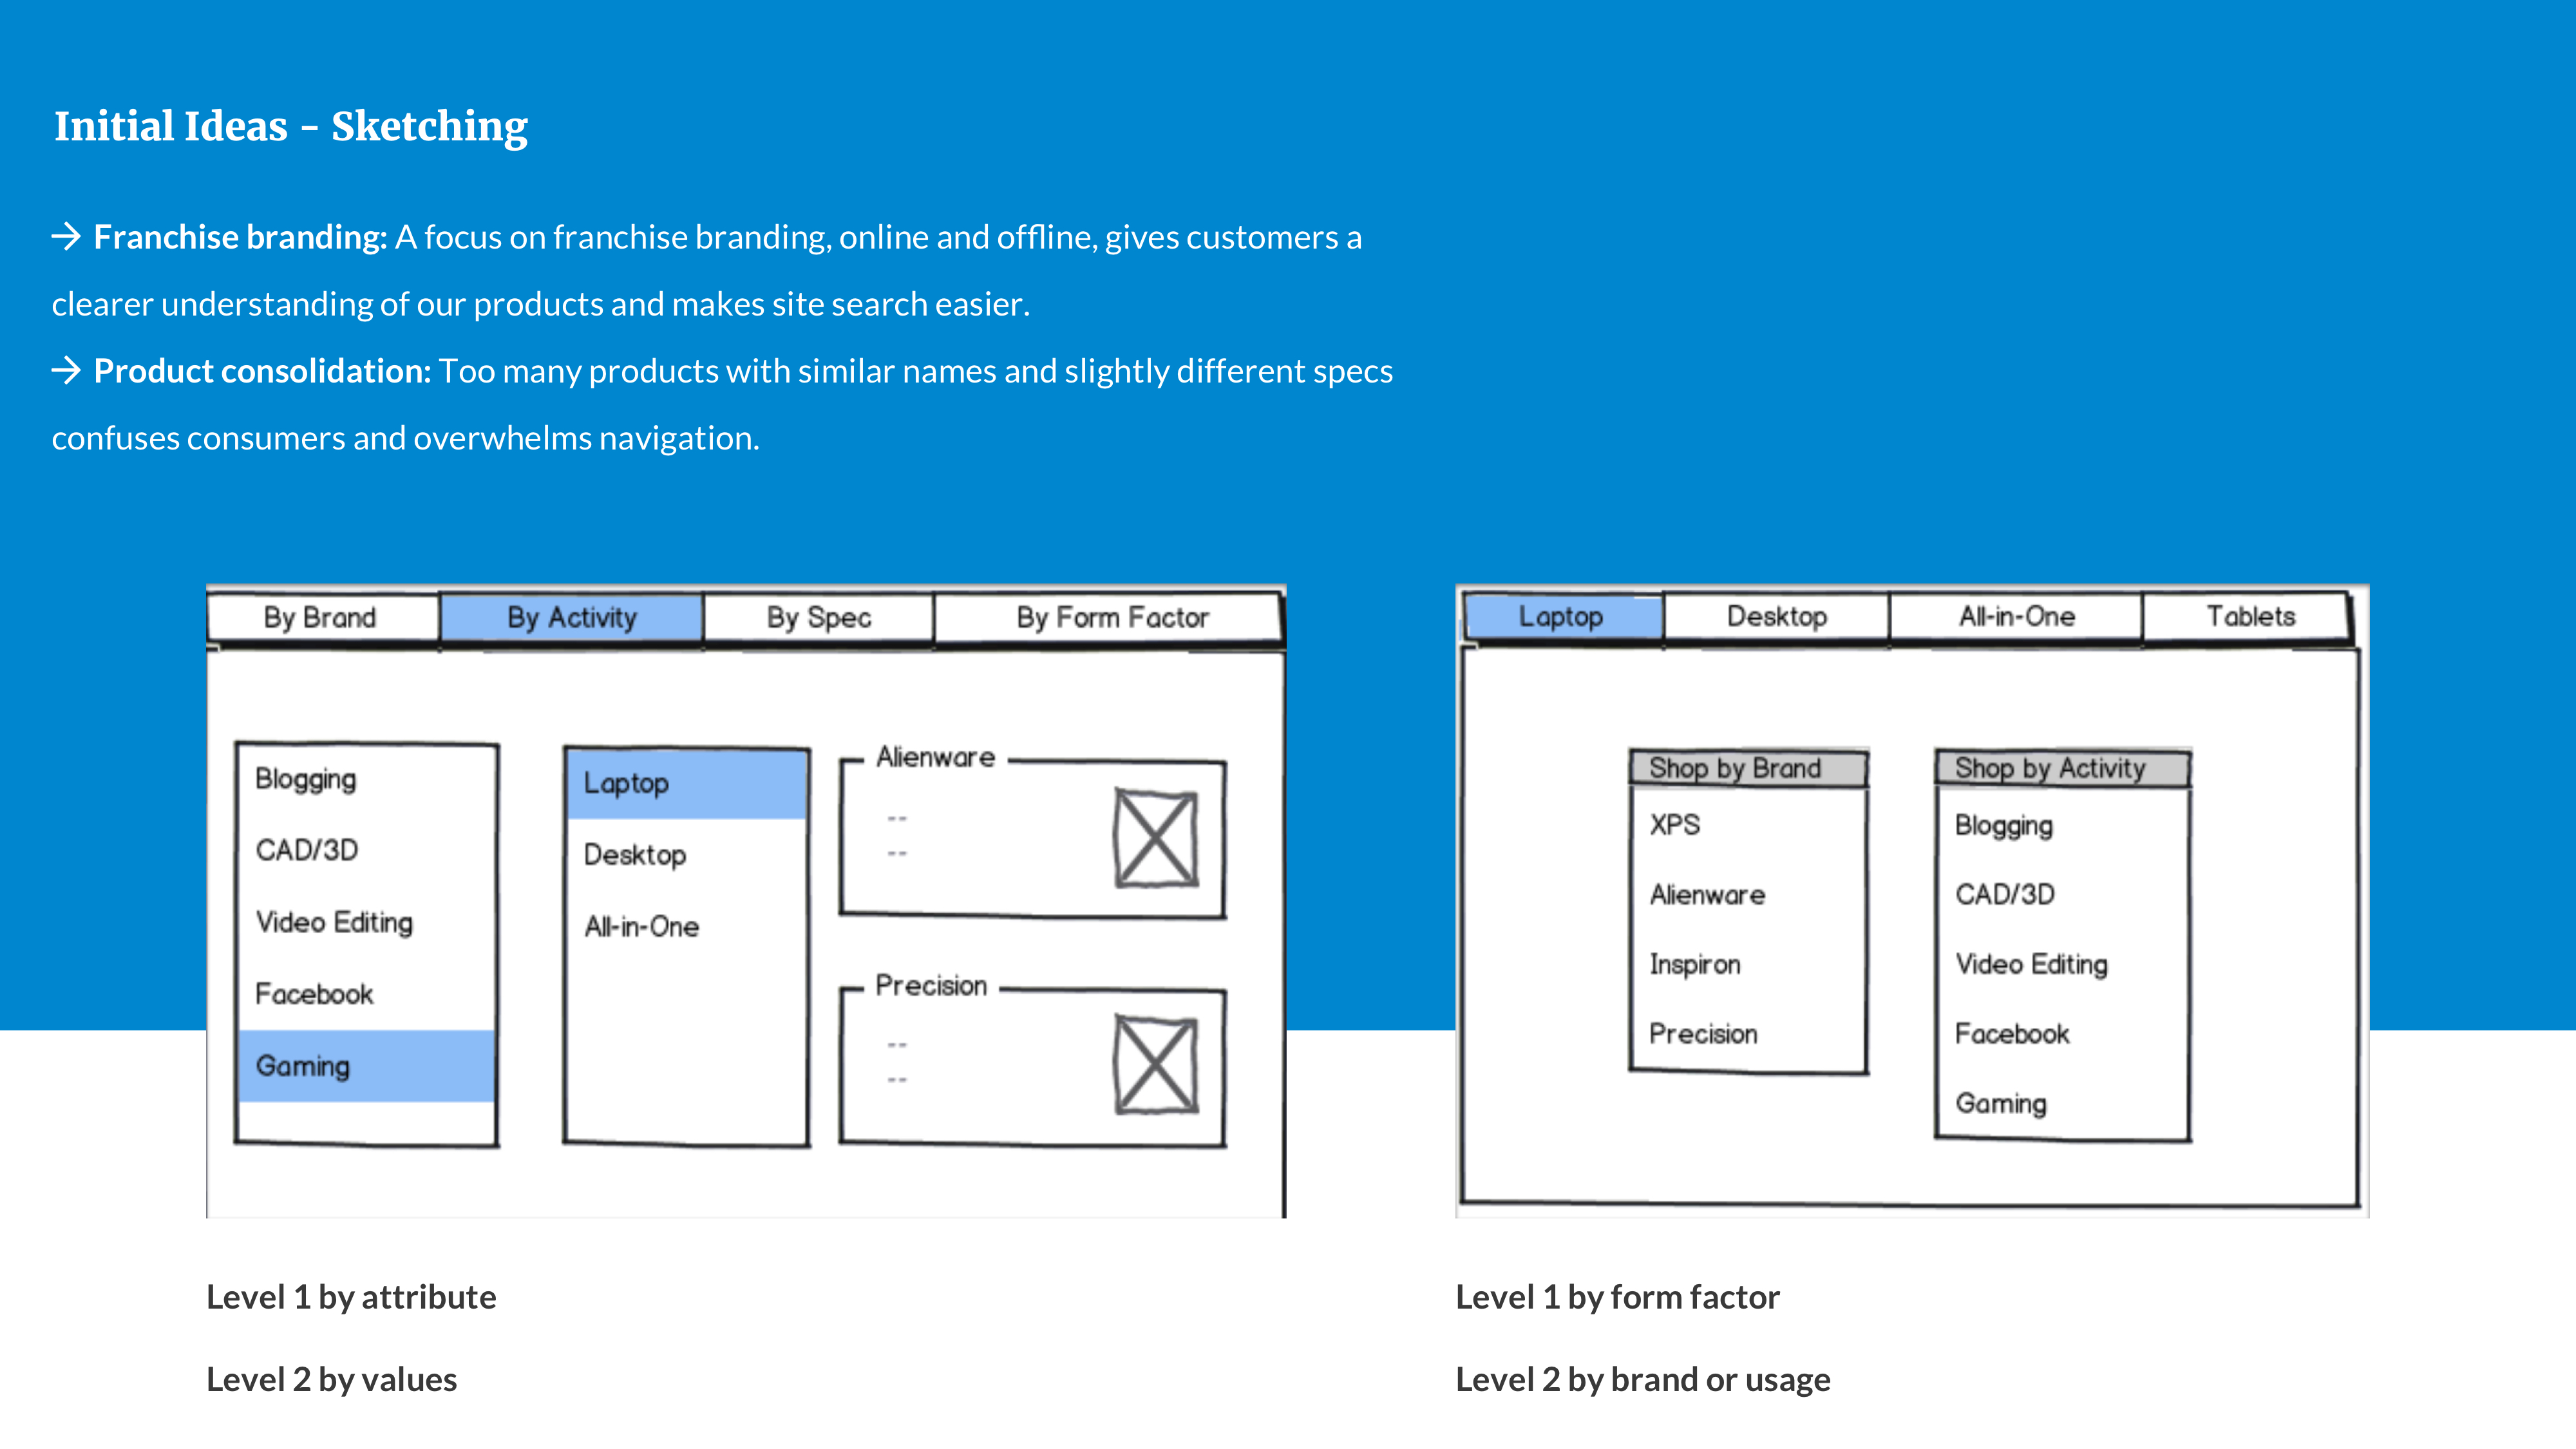 Initial Ideas - Sketching
→ Franchise branding: A focus on franchise branding, online and offline, gives customers a
clearer understanding of our products and makes site search easier.
→ Product consolidation: Too many products with similar names and slightly different specs
confuses consumers and overwhelms navigation.
By Brand By Activity By Spec By Form Factor
Blogging
CAD/3D
Video Editing
Facebook
Gaming
Laptop
Desktop
All-in-One
Alienware
--
--
Precision
--
--
Level 1 by attribute
Level 2 by values
Laptop Desktop All-in-One Tablets
Shop by Brand
XPS
Alienware
Inspiron
Precision
Shop by Activity
Blogging
CAD/3D
Video Editing
Facebook
Gaming
Level 1 by form factor
Level 2 by brand or usage